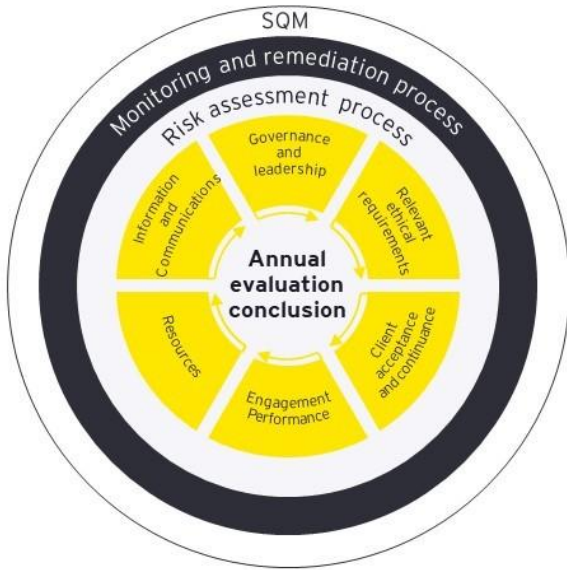 SQM
Monitoring and remediation process
Risk assessment process
Governance
and
leadership
Relevant
ethical
requirements
Client
acceptance
and continuance
Engagement
Performance
Resources
Information
and
Communications
Annual
evaluation
conclusion